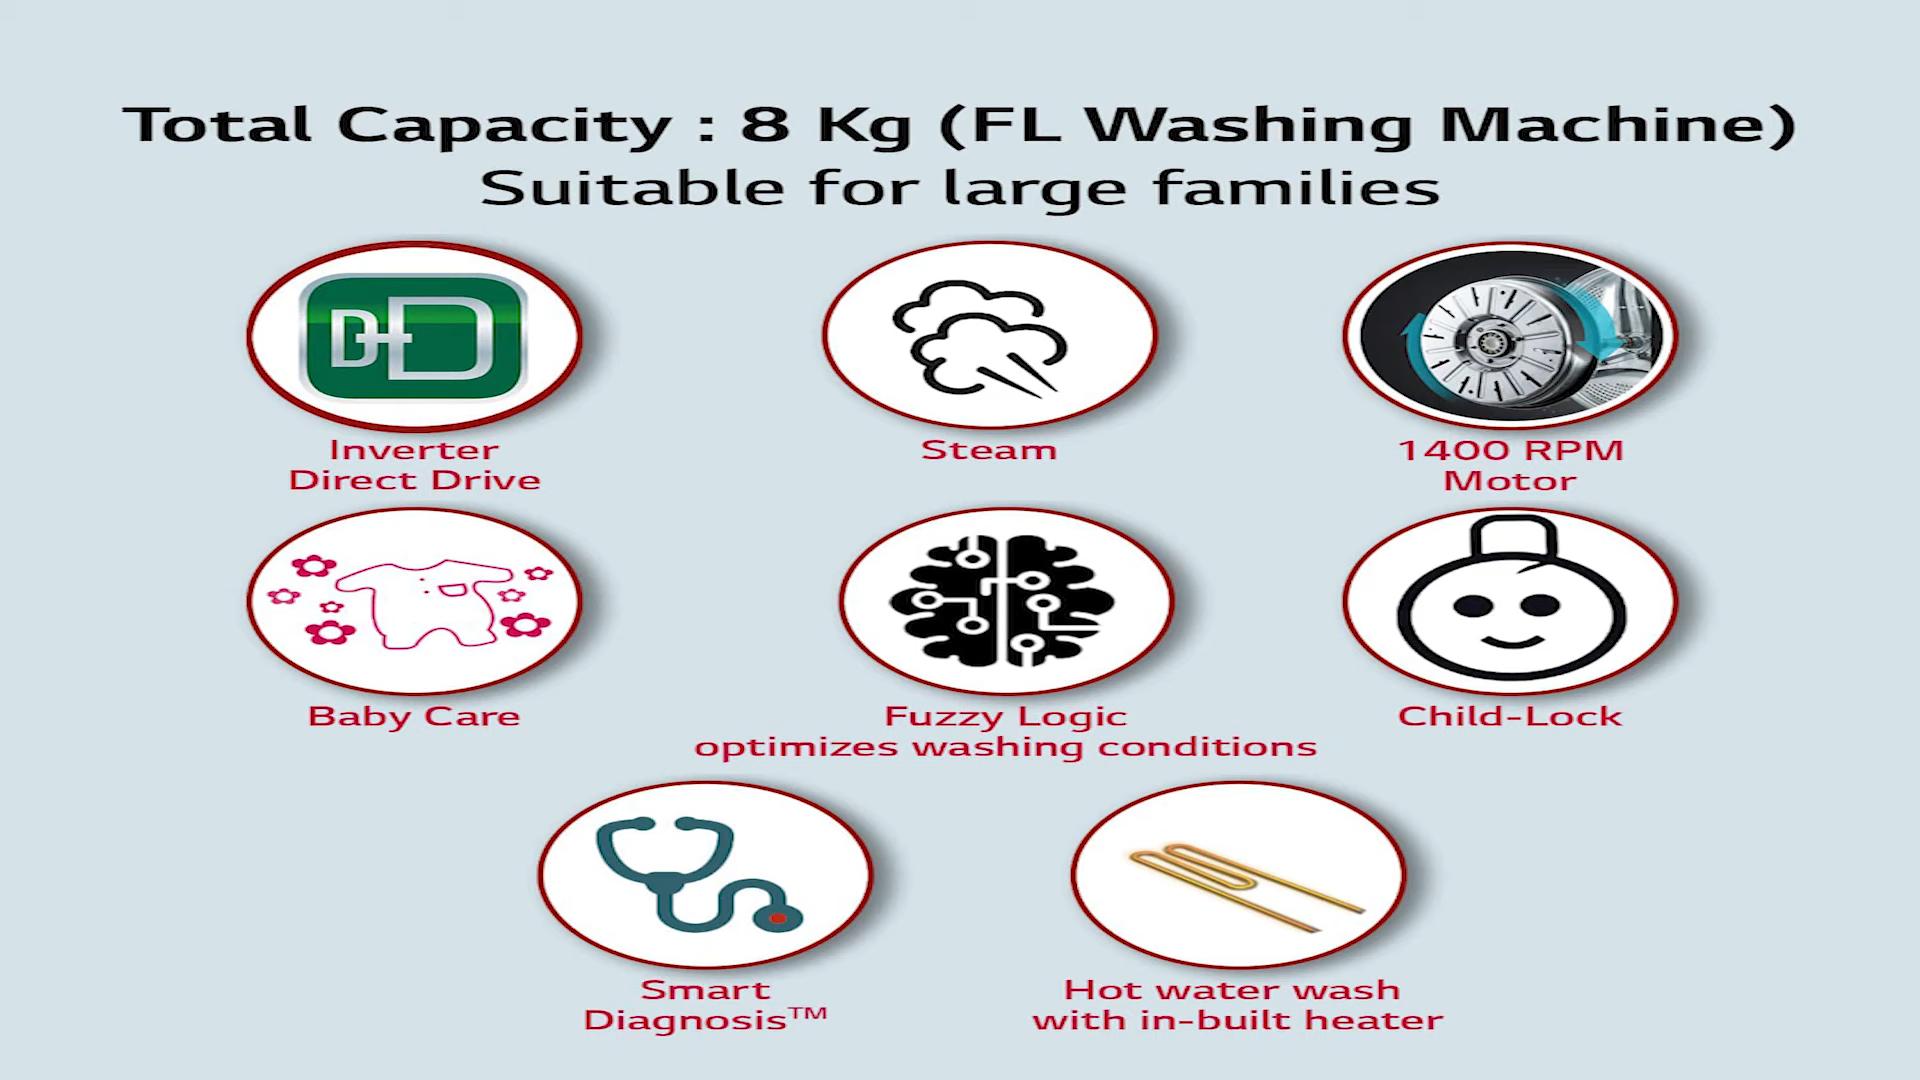 Total Capacity : 8 Kg (FL Washing Machine)
Suitable for large families
DD
Inverter
Direct Drive
Steam
1400 RPM
Motor
Baby Care
Fuzzy Logic
optimizes washing conditions
Child-Lock
Smart
Diagnosis™
Hot water wash
with in-built heater